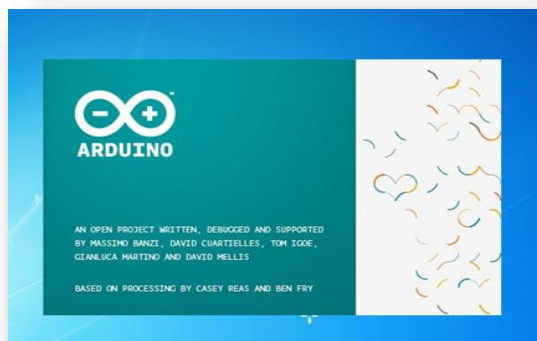 ARDUINO
AN OPEN PROJECT WRITTEN, DEBUGGED AND SUPPORTED
BY MASSIMO BANZI, DAVID CUARTIELLES, TOM IGOE,
GIANLUCA MARTINO AND DAVID MELLIS
BASED ON PROCESSING BY CASEY REAS AND BEN FRY